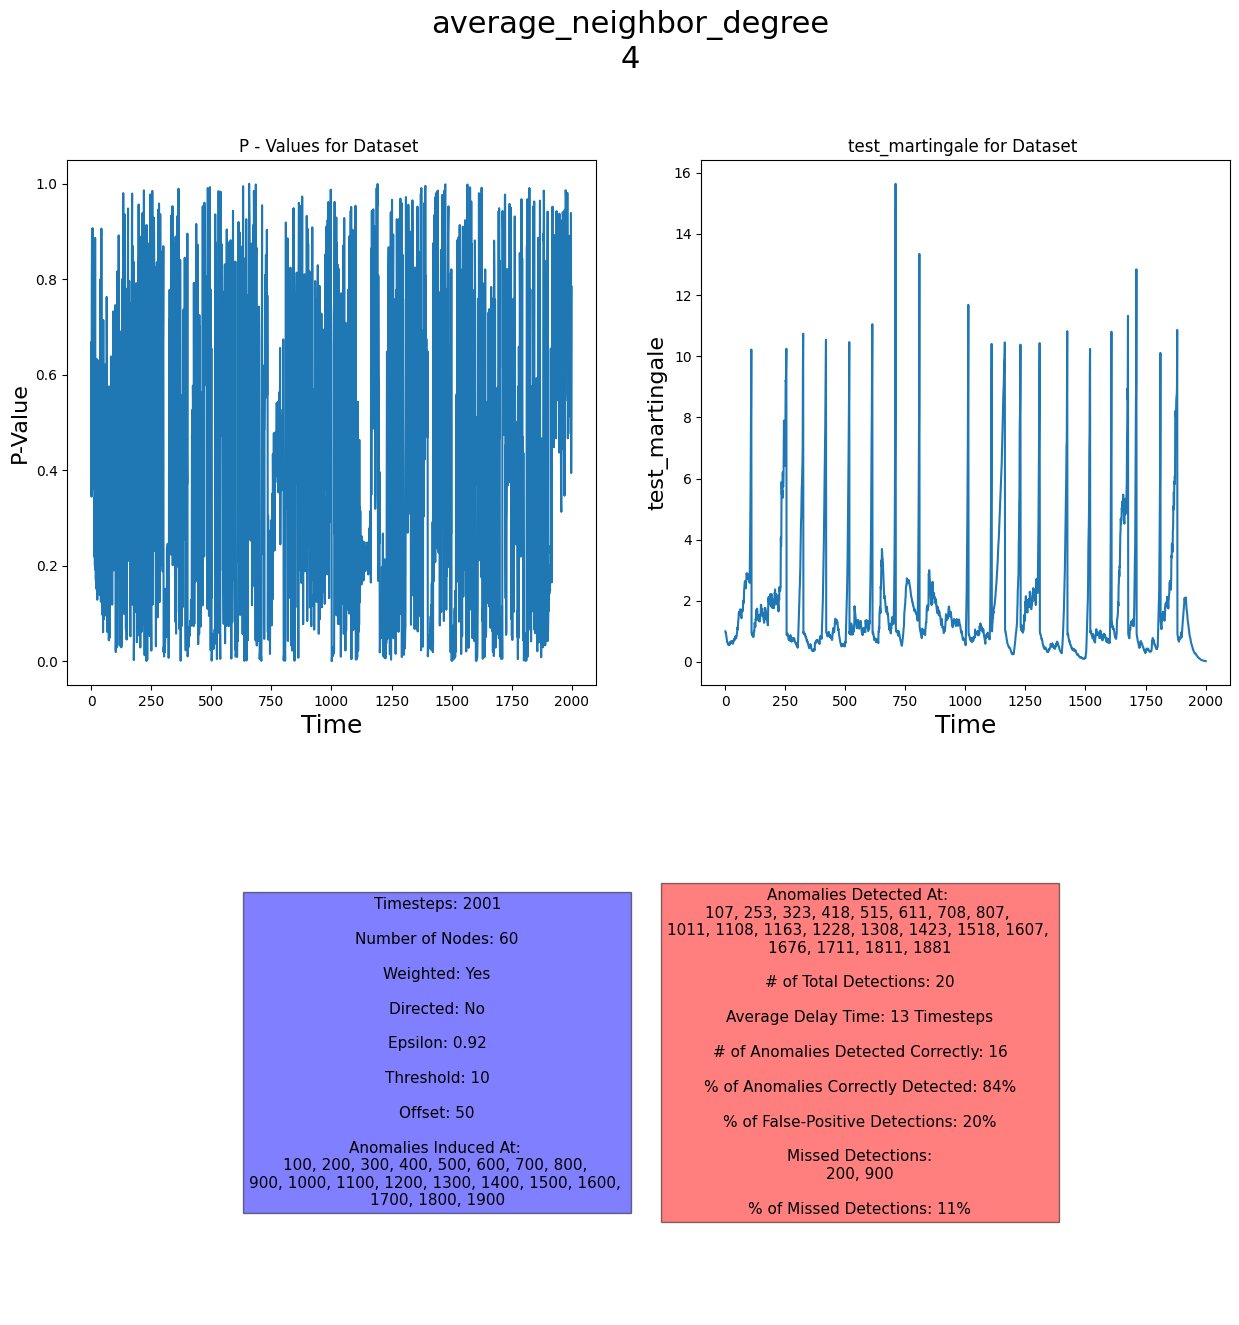 average_neighbor_degree
4
P - Values for Dataset
1.0
0.8
0.6
0.4
0.2
0.0
P-Value
0 250 500 750 1000 1250 1500 1750 2000
Time
test_martingale for Dataset
16
14
12
10
8
6
4
2
0
test_martingale
0 250 500 750 1000 1250 1500 1750 2000
Time
Timesteps: 2001
Number of Nodes: 60
Weighted: Yes
Directed: No
Epsilon: 0.92
Threshold: 10
Offset: 50
Anomalies Induced At:
100, 200, 300, 400, 500, 600, 700, 800,
900, 1000, 1100, 1200, 1300, 1400, 1500, 1600,
1700, 1800, 1900
Anomalies Detected At:
107, 253, 323, 418, 515, 611, 708, 807,
1011, 1108, 1163, 1228, 1308, 1423, 1518, 1607,
1676, 1711, 1811, 1881
# of Total Detections: 20
Average Delay Time: 13 Timesteps
# of Anomalies Detected Correctly: 16
% of Anomalies Correctly Detected: 84%
% of False-Positive Detections: 20%
Missed Detections:
200, 900
% of Missed Detections: 11%